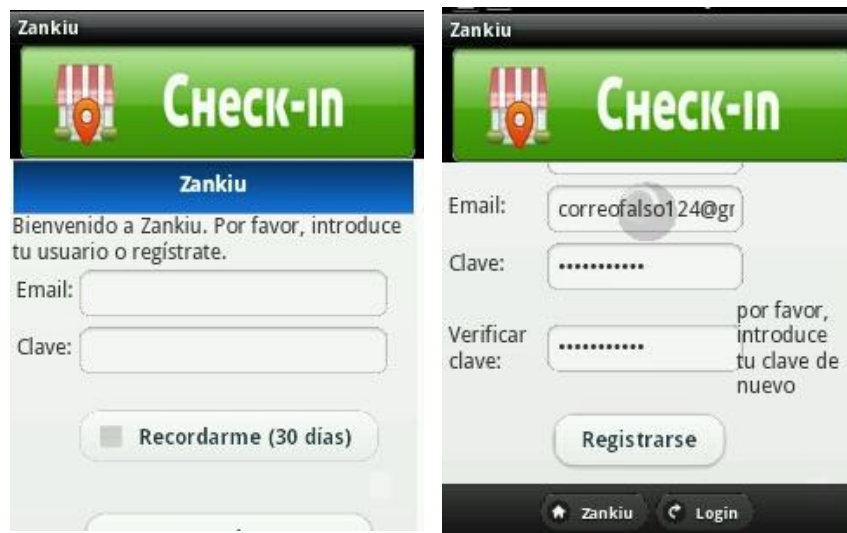 Zankiu
Check-in
Zankiu
Bienvenido a Zankiu. Por favor, introduce
tu usuario o regístrate.
Email:
Clave:
Recordarme (30 días)
Zankiu
Check-in
Email:
correofalso124@gr
Clave:
•••••••••••
Verificar
clave:
•••••••••••
por favor,
introduce
tu clave de
nuevo
Registrarse
Zankiu
Login